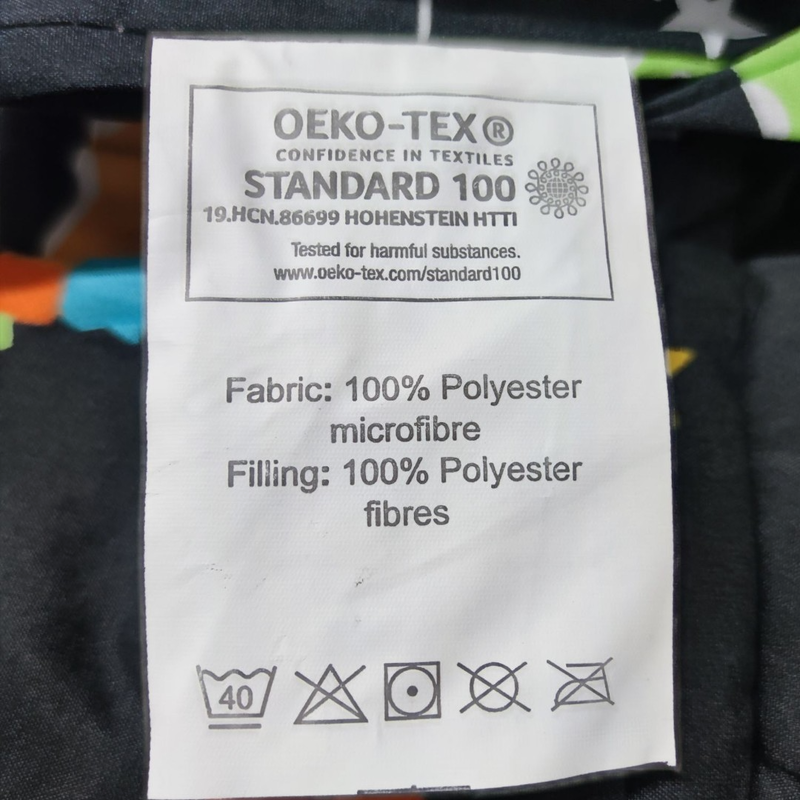 OEKO-TEX®
CONFIDENCE IN TEXTILES
STANDARD 100
19.HCN.86699 HOHENSTEIN HTTI
Tested for harmful substances.
www.oeko-tex.com/standard100
Fabric: 100% Polyester
microfibre
Filling: 100% Polyester
fibres
40